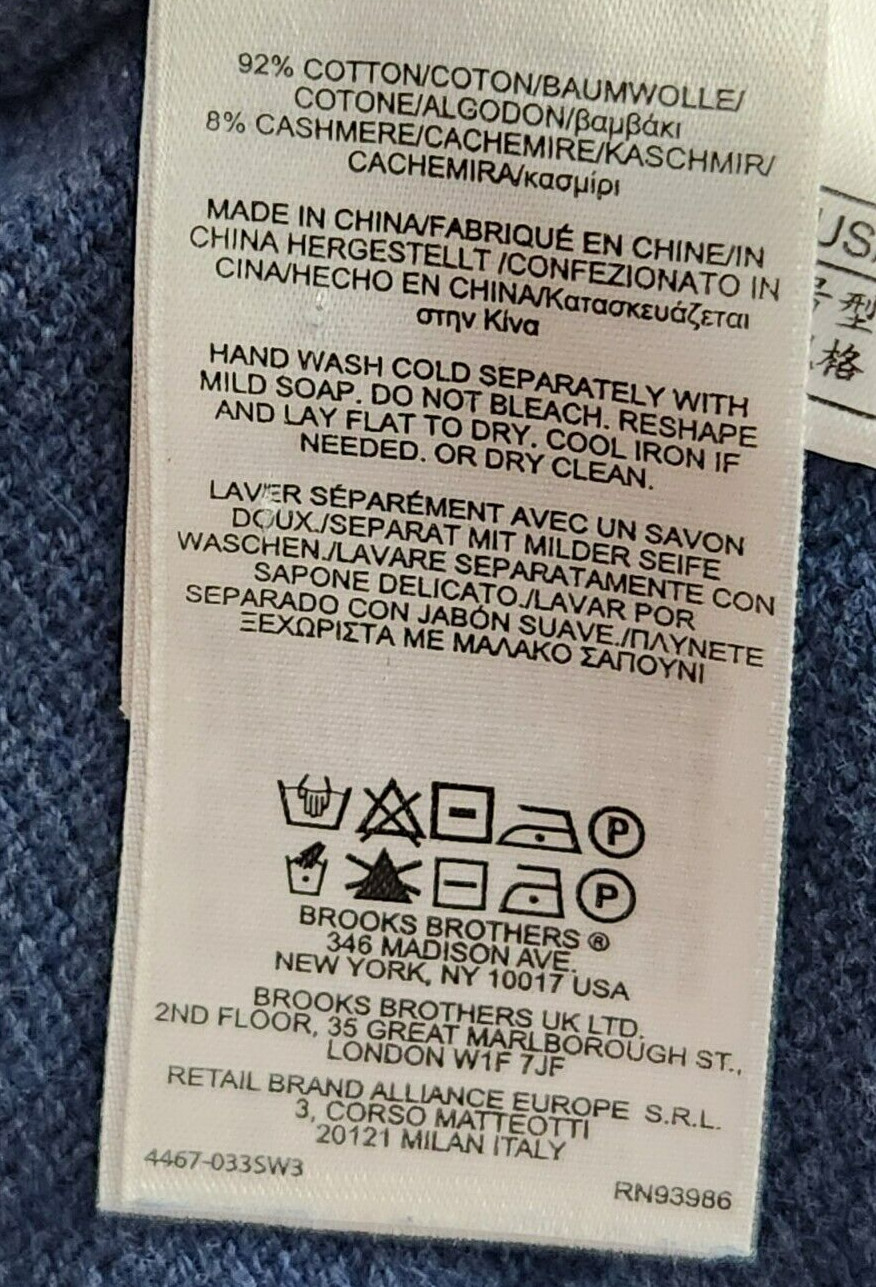 92% COTTON/COTON/BAUMWOLLE/
COTONE/ALGODON/βαμβάκι
8% CASHMERE/CACHEMIRE/KASCHMIR/
CACHEMIRA/κασμίρι
MADE IN CHINA/FABRIQUÉ EN CHINE/IN
CHINA HERGESTELLT /CONFEZIONATO IN
CINA/HECHO EN CHINA/Κατασκευάζεται
στην Κίνα
HAND WASH COLD SEPARATELY WITH
MILD SOAP. DO NOT BLEACH. RESHAPE
AND LAY FLAT TO DRY. COOL IRON IF
NEEDED. OR DRY CLEAN.
LAVER SÉPARÉMENT AVEC UN SAVON
DOUX./SEPARAT MIT MILDER SEIFE
WASCHEN./LAVARE SEPARATAMENTE CON
SAPONE DELICATO./LAVAR POR
SEPARADO CON JABÓN SUAVE./ΠΛΥΝΕΤΕ
ΞΕΧΩΡΙΣΤΑ ΜΕ ΜΑΛΑΚΟ ΣΑΠΟΥΝΙ
P
P
BROOKS BROTHERS ®
346 MADISON AVE.
NEW YORK, NY 10017 USA
BROOKS BROTHERS UK LTD.
2ND FLOOR, 35 GREAT MARLBOROUGH ST.,
LONDON W1F 7JF
RETAIL BRAND ALLIANCE EUROPE S.R.L.
3, CORSO MATTEOTTI
20121 MILAN ITALY
4467-033SW3
RN93986
US
型
格